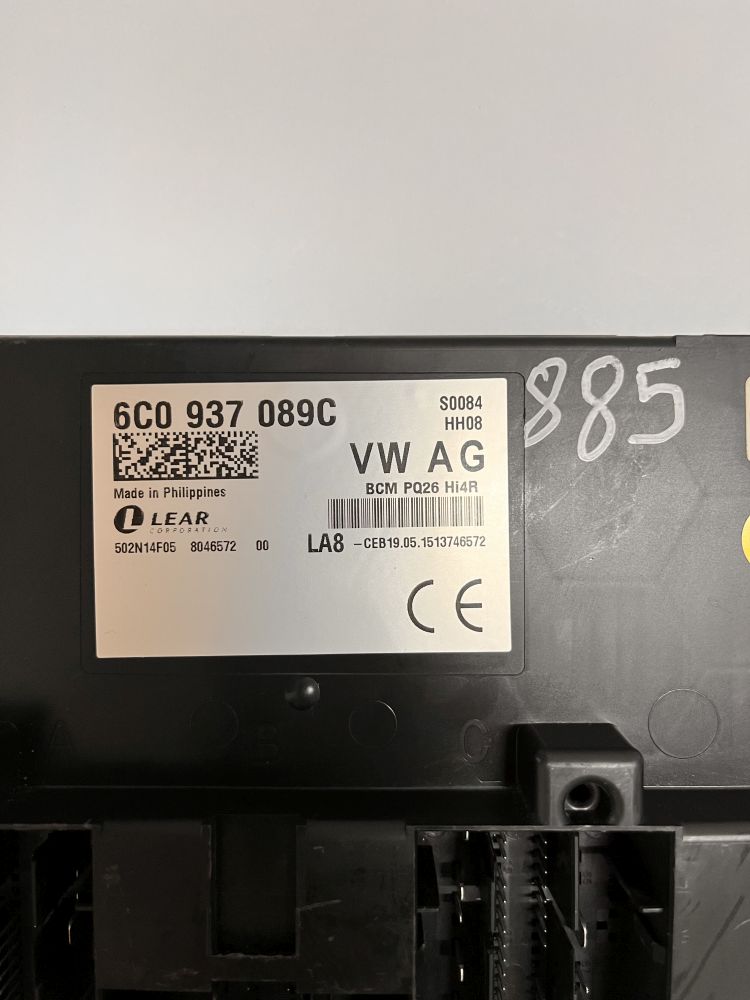 885
6C0 937 089C
S0084
HH08
VW AG
BCM PQ26 Hi4R
Made in Philippines
LEAR
CORPORATION
502N14F05 8046572 00
LA8 -CEB19.05.1513746572
CE
A B C